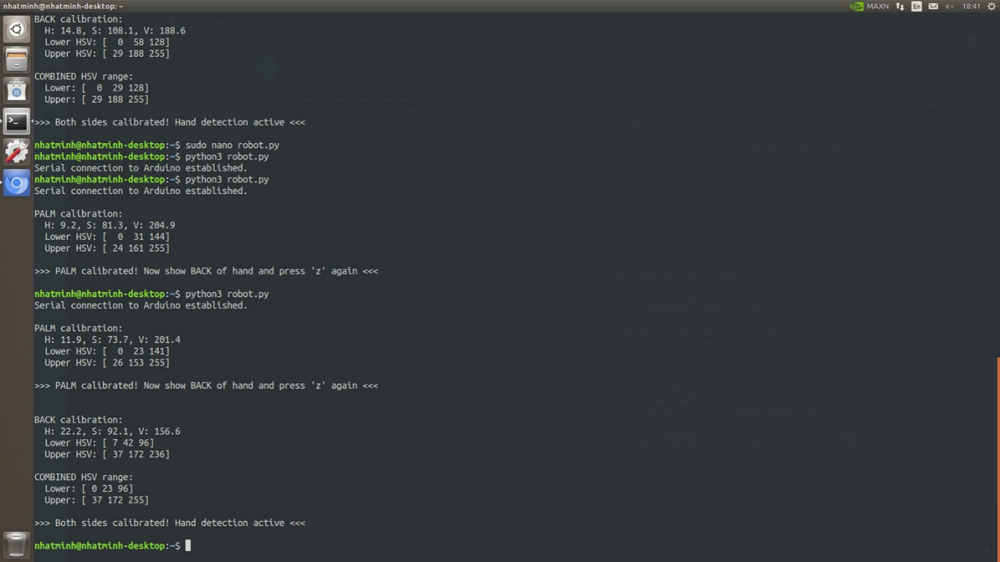 nhatminh@nhatminh-desktop: ~
MAXN En 18:41
BACK calibration:
  H: 14.8, S: 108.1, V: 188.6
  Lower HSV: [  0  58 128]
  Upper HSV: [ 29 188 255]
COMBINED HSV range:
  Lower: [  0  29 128]
  Upper: [ 29 188 255]
>>> Both sides calibrated! Hand detection active <<<
nhatminh@nhatminh-desktop:~$ sudo nano robot.py
nhatminh@nhatminh-desktop:~$ python3 robot.py
Serial connection to Arduino established.
nhatminh@nhatminh-desktop:~$ python3 robot.py
Serial connection to Arduino established.
PALM calibration:
  H: 9.2, S: 81.3, V: 204.9
  Lower HSV: [  0  31 144]
  Upper HSV: [ 24 161 255]
>>> PALM calibrated! Now show BACK of hand and press 'z' again <<<
nhatminh@nhatminh-desktop:~$ python3 robot.py
Serial connection to Arduino established.
PALM calibration:
  H: 11.9, S: 73.7, V: 201.4
  Lower HSV: [  0  23 141]
  Upper HSV: [ 26 153 255]
>>> PALM calibrated! Now show BACK of hand and press 'z' again <<<
BACK calibration:
  H: 22.2, S: 92.1, V: 156.6
  Lower HSV: [ 7 42 96]
  Upper HSV: [ 37 172 236]
COMBINED HSV range:
  Lower: [ 0 23 96]
  Upper: [ 37 172 255]
>>> Both sides calibrated! Hand detection active <<<
nhatminh@nhatminh-desktop:~$